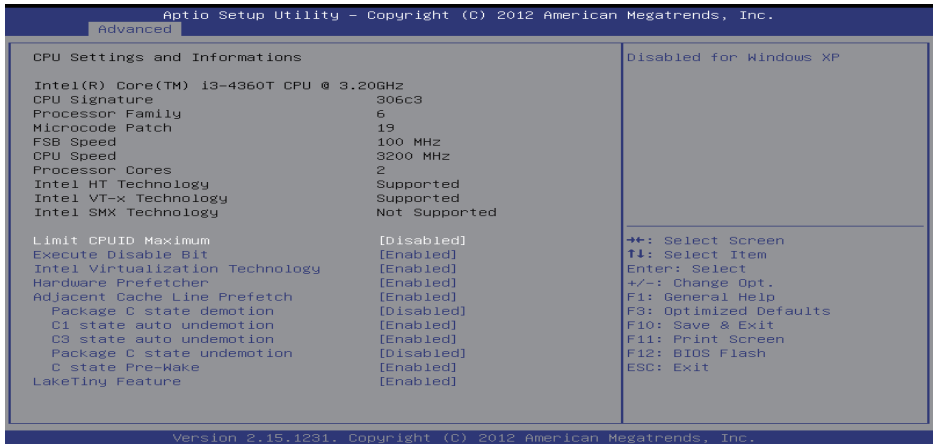 Aptio Setup Utility – Copyright (C) 2012 American Megatrends, Inc.
Advanced
CPU Settings and Informations
Intel(R) Core(TM) i3-4360T CPU @ 3.20GHz
CPU Signature 306c3
Processor Family 6
Microcode Patch 19
FSB Speed 100 MHz
CPU Speed 3200 MHz
Processor Cores 2
Intel HT Technology Supported
Intel VT-x Technology Supported
Intel SMX Technology Not Supported
Limit CPUID Maximum [Disabled]
Execute Disable Bit [Enabled]
Intel Virtualization Technology [Enabled]
Hardware Prefetcher [Enabled]
Adjacent Cache Line Prefetch [Enabled]
Package C state demotion [Disabled]
C1 state auto undemotion [Enabled]
C3 state auto undemotion [Enabled]
Package C state undemotion [Disabled]
C state Pre-Wake [Enabled]
LakeTiny Feature [Enabled]
Disabled for Windows XP
→←: Select Screen
↑↓: Select Item
Enter: Select
+/-: Change Opt.
F1: General Help
F3: Optimized Defaults
F10: Save & Exit
F11: Print Screen
F12: BIOS Flash
ESC: Exit
Version 2.15.1231. Copyright (C) 2012 American Megatrends, Inc.